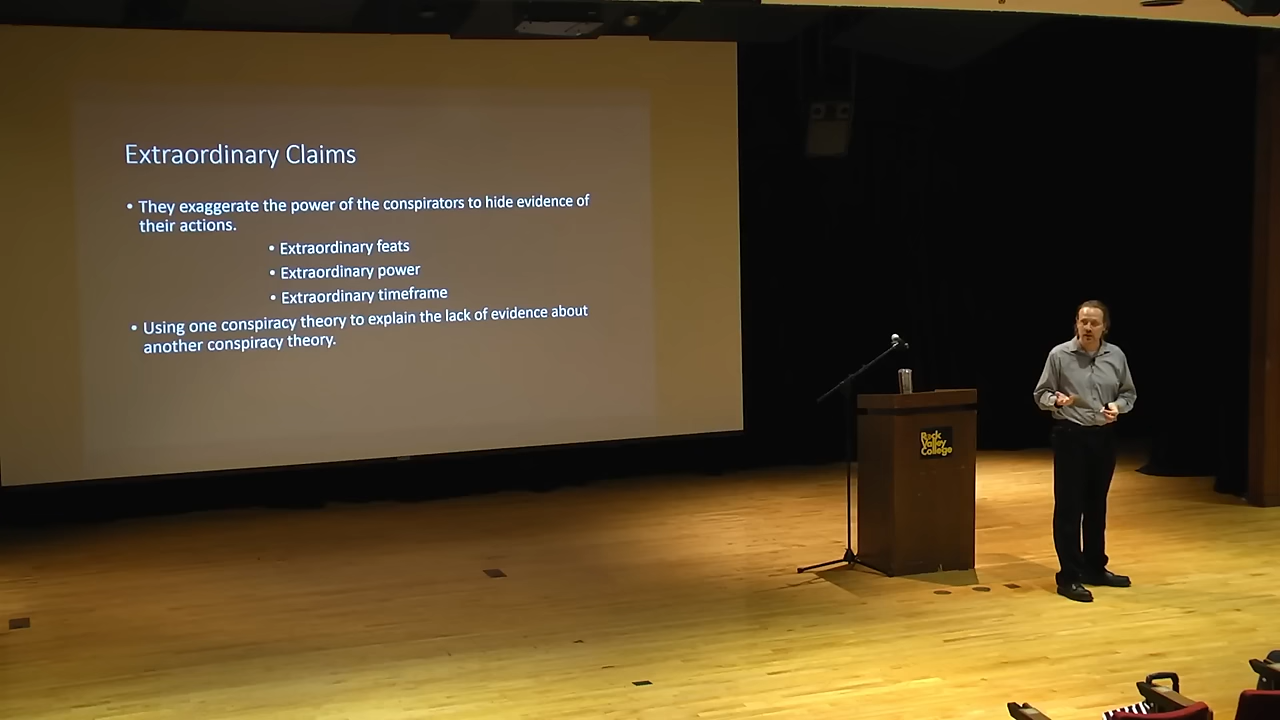 Extraordinary Claims
• They exaggerate the power of the conspirators to hide evidence of
their actions.
• Extraordinary feats
• Extraordinary power
• Extraordinary timeframe
• Using one conspiracy theory to explain the lack of evidence about
another conspiracy theory.
Rock
Valley
College